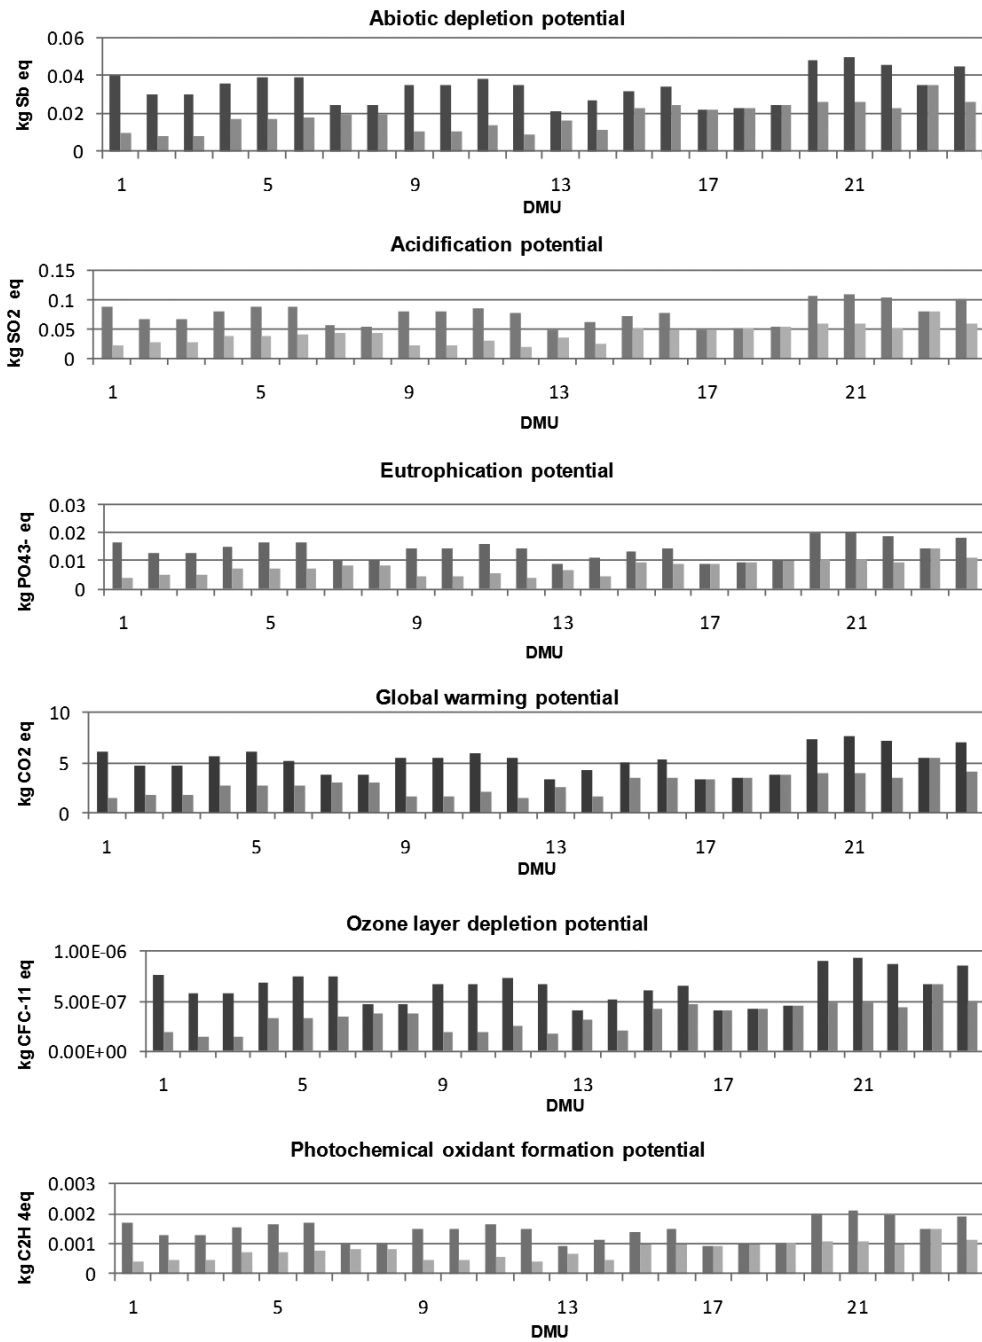 Abiotic depletion potential
kg Sb eq
0.06
0.04
0.02
0
1 5 9 13 17 21
DMU
Acidification potential
kg SO2 eq
0.15
0.1
0.05
0
1 5 9 13 17 21
DMU
Eutrophication potential
kg PO43- eq
0.03
0.02
0.01
0
1 5 9 13 17 21
DMU
Global warming potential
kg CO2 eq
10
5
0
1 5 9 13 17 21
DMU
Ozone layer depletion potential
kg CFC-11 eq
1.00E-06
5.00E-07
0.00E+00
1 5 9 13 17 21
DMU
Photochemical oxidant formation potential
kg C2H 4eq
0.003
0.002
0.001
0
1 5 9 13 17 21
DMU